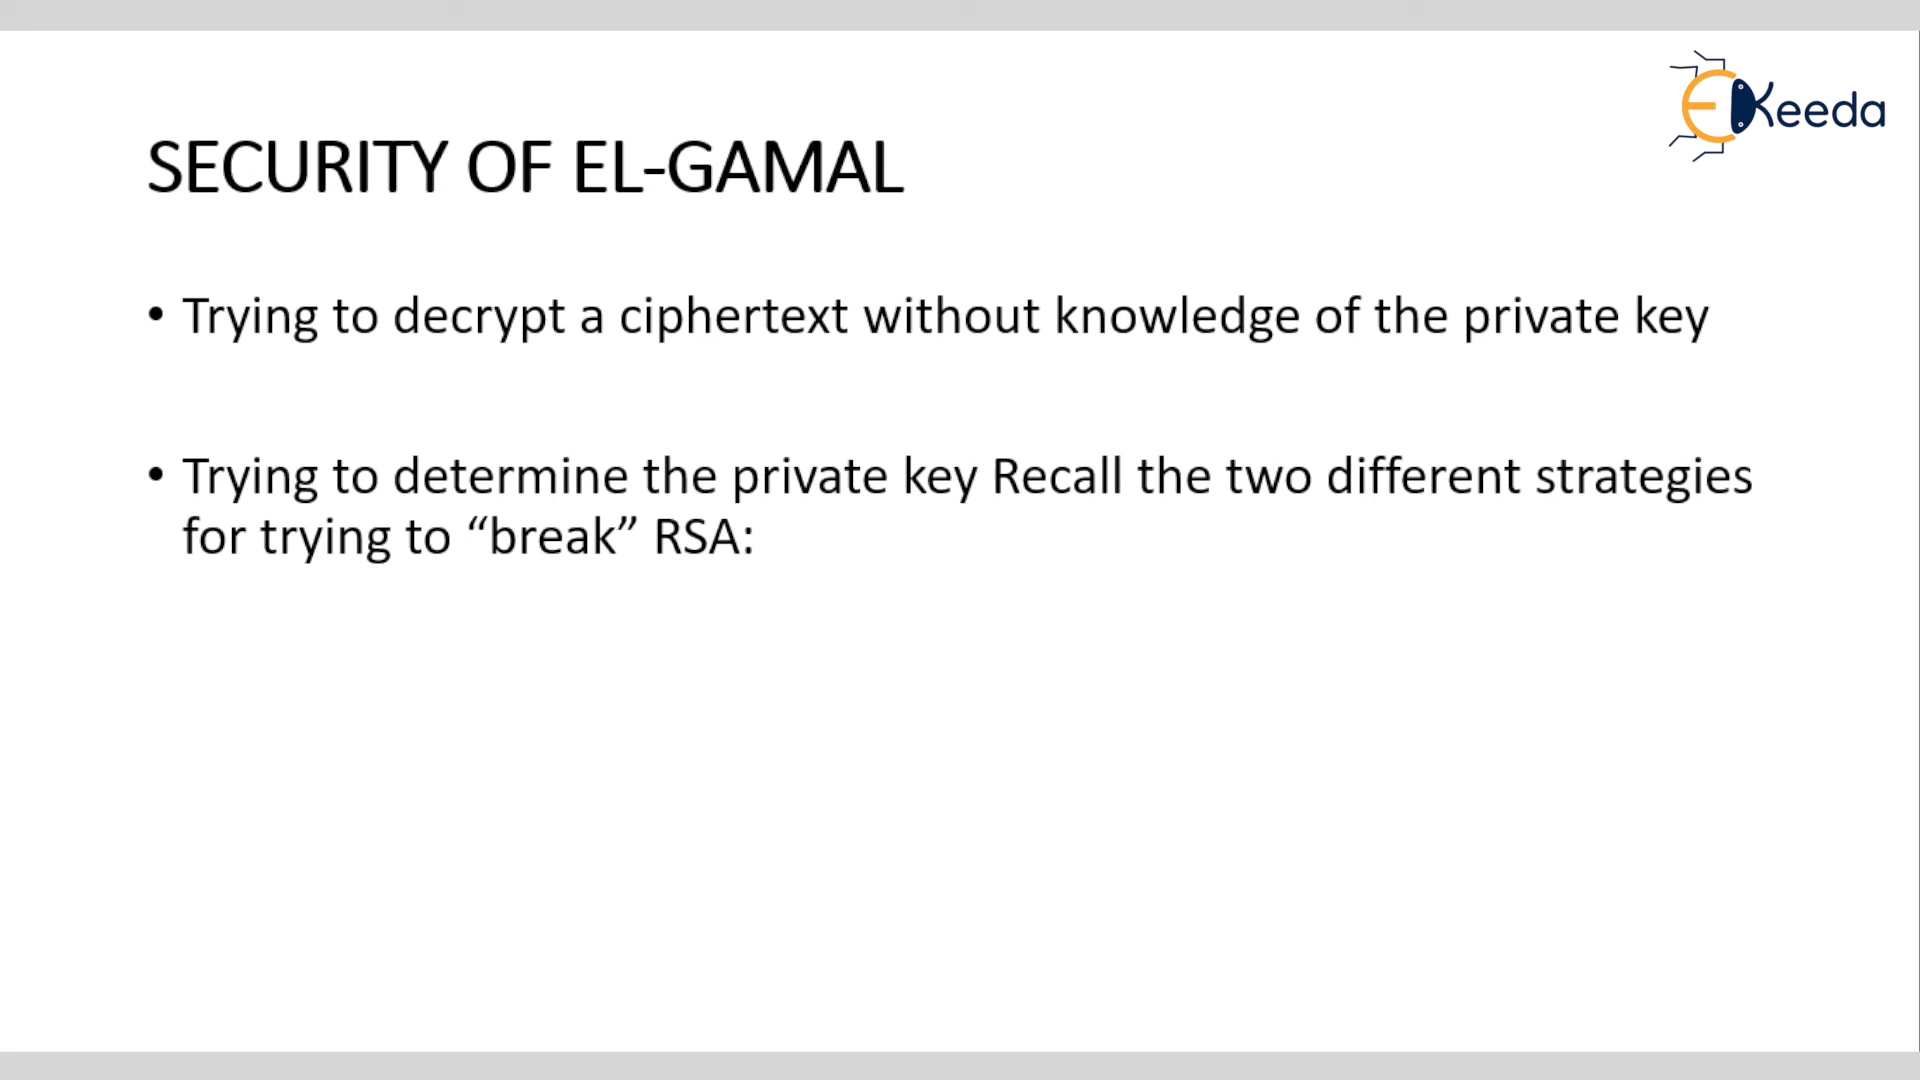 EKeeda
SECURITY OF EL-GAMAL
• Trying to decrypt a ciphertext without knowledge of the private key
• Trying to determine the private key Recall the two different strategies
for trying to “break” RSA: